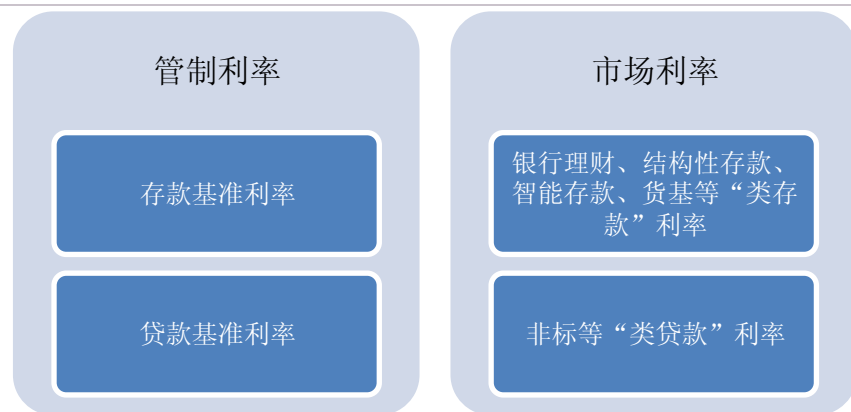 管制利率
存款基准利率
贷款基准利率
市场利率
银行理财、结构性存款、
智能存款、货基等“类存
款”利率
非标等“类贷款”利率